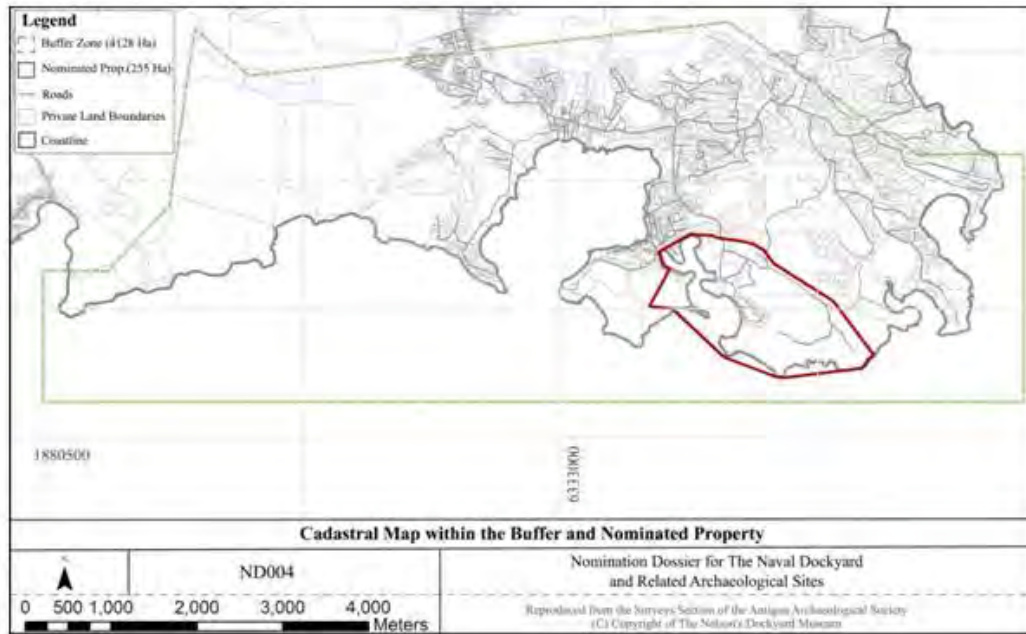 Legend
Buffer Zone (4128 Ha)
Nominated Prop.(255 Ha)
Roads
Private Land Boundaries
Coastline
1880500
633000
Cadastral Map within the Buffer and Nominated Property
ND004
Nomination Dossier for The Naval Dockyard
and Related Archaeological Sites
0 500 1,000 2,000 3,000 4,000
Meters
Reproduced from the Surveys Section of the Antigua Archaeological Society
(C) Copyright of The Nelson's Dockyard Museum